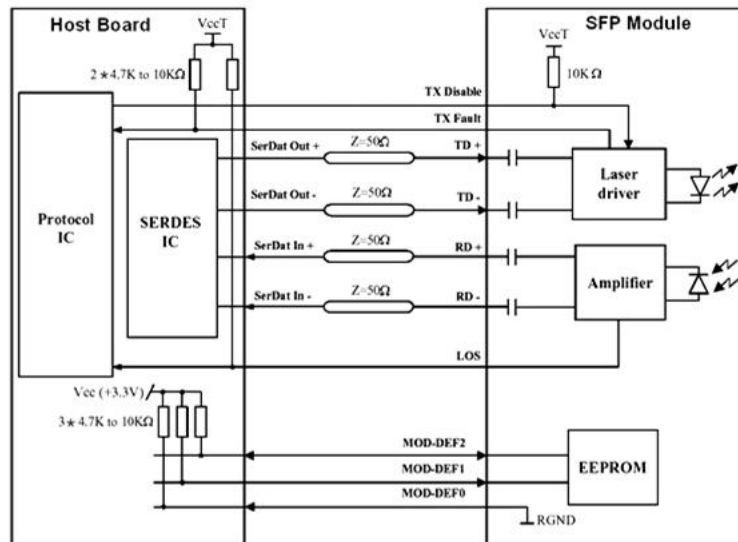 Host Board
SFP Module
VccT
VccT
2*4.7K to 10KΩ
10KΩ
TX Disable
TX Fault
SerDat Out +
Z=50Ω
TD +
SerDat Out -
Z=50Ω
TD -
Laser
driver
Protocol
IC
SERDES
IC
SerDat In +
Z=50Ω
RD +
SerDat In -
Z=50Ω
RD -
Amplifier
LOS
Vcc (+3.3V)
3*4.7K to 10KΩ
MOD-DEF2
MOD-DEF1
MOD-DEF0
EEPROM
RGND